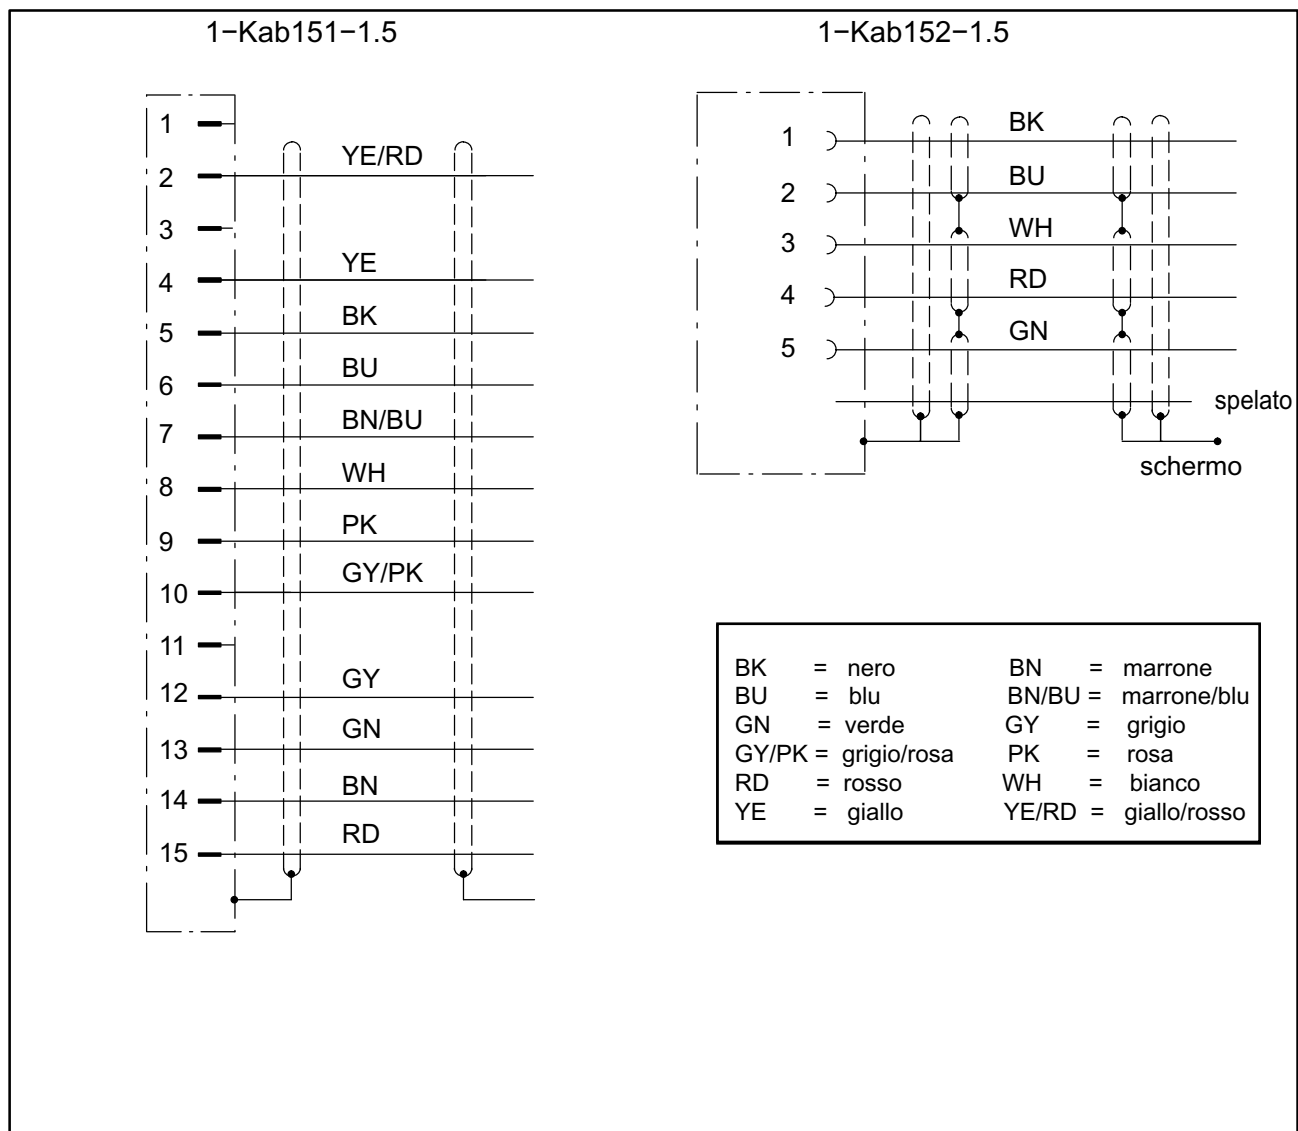 1−Kab151−1.5
1
2 YE/RD
3
4 YE
5 BK
6 BU
7 BN/BU
8 WH
9 PK
10 GY/PK
11
12 GY
13 GN
14 BN
15 RD
1−Kab152−1.5
1 BK
2 BU
3 WH
4 RD
5 GN
spelato
schermo
BK = nero BN = marrone
BU = blu BN/BU = marrone/blu
GN = verde GY = grigio
GY/PK = grigio/rosa PK = rosa
RD = rosso WH = bianco
YE = giallo YE/RD = giallo/rosso